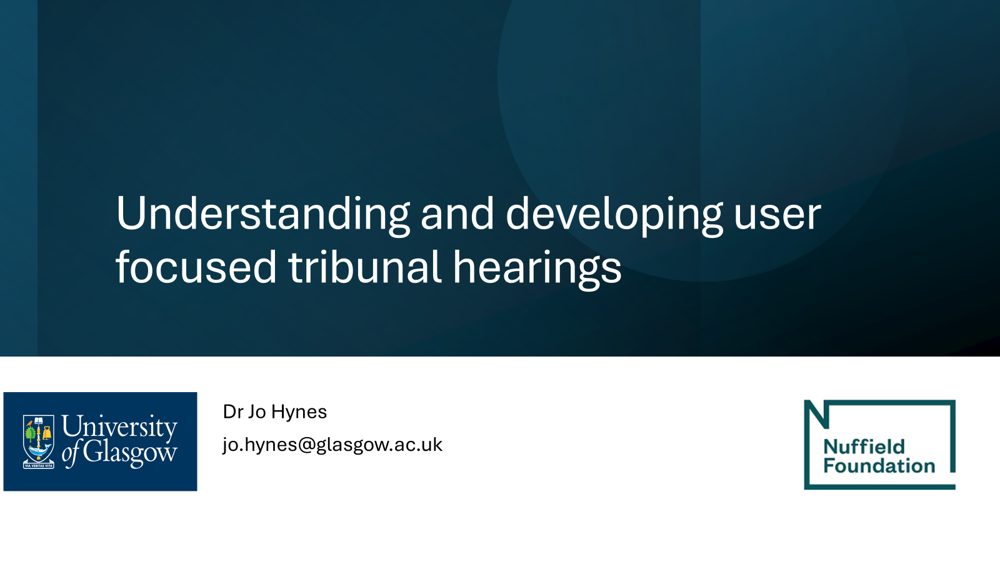 Understanding and developing user
focused tribunal hearings
University
of Glasgow
VIA VERITAS VITA
Dr Jo Hynes
jo.hynes@glasgow.ac.uk
Nuffield
Foundation